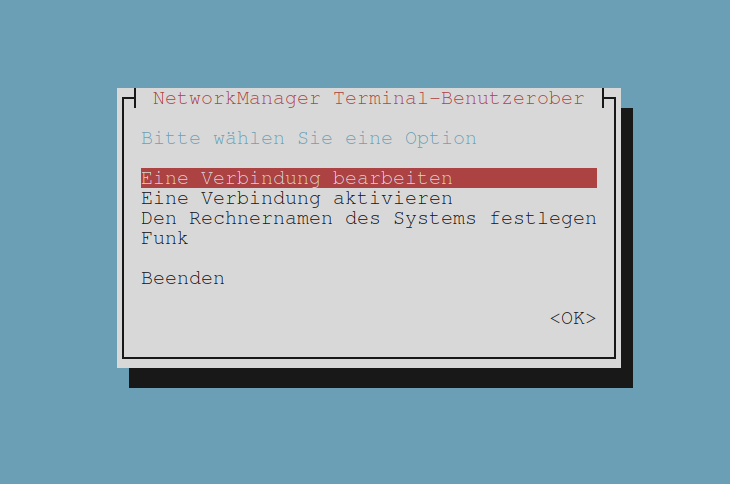 NetworkManager Terminal-Benutzerober
Bitte wählen Sie eine Option
Eine Verbindung bearbeiten
Eine Verbindung aktivieren
Den Rechnernamen des Systems festlegen
Funk
Beenden
<OK>